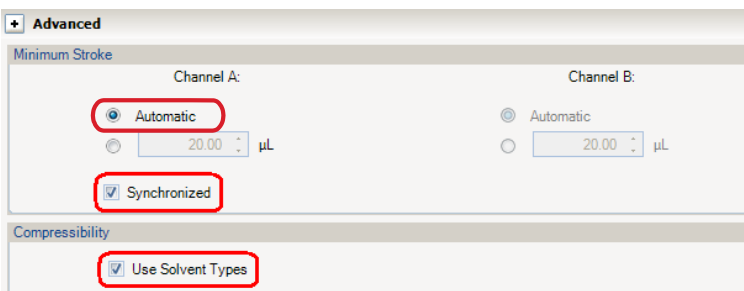 + Advanced
Minimum Stroke
Channel A: Channel B:
Automatic Automatic
20.00 µL 20.00 µL
Synchronized
Compressibility
Use Solvent Types